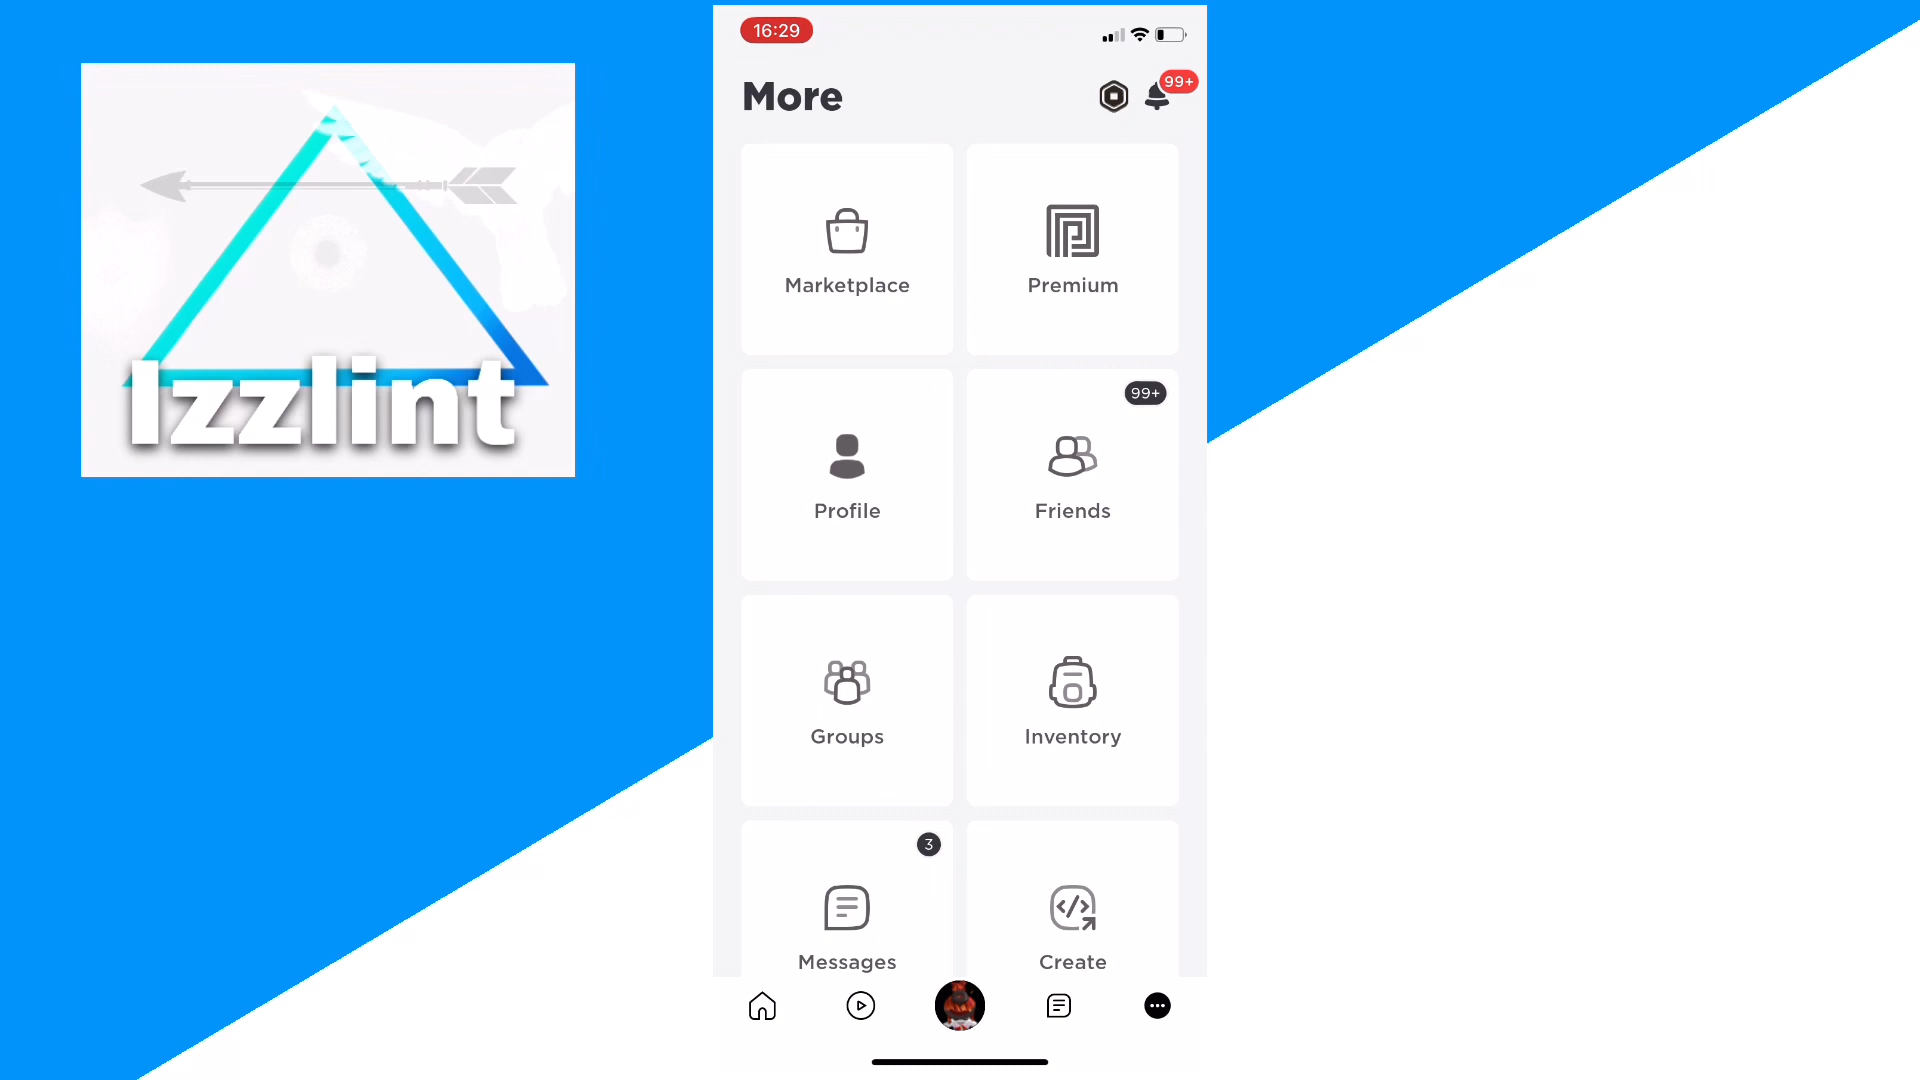 16:29
More
99+
Marketplace
Premium
99+
Profile
Friends
Groups
Inventory
3
Messages
Create
Izzlint